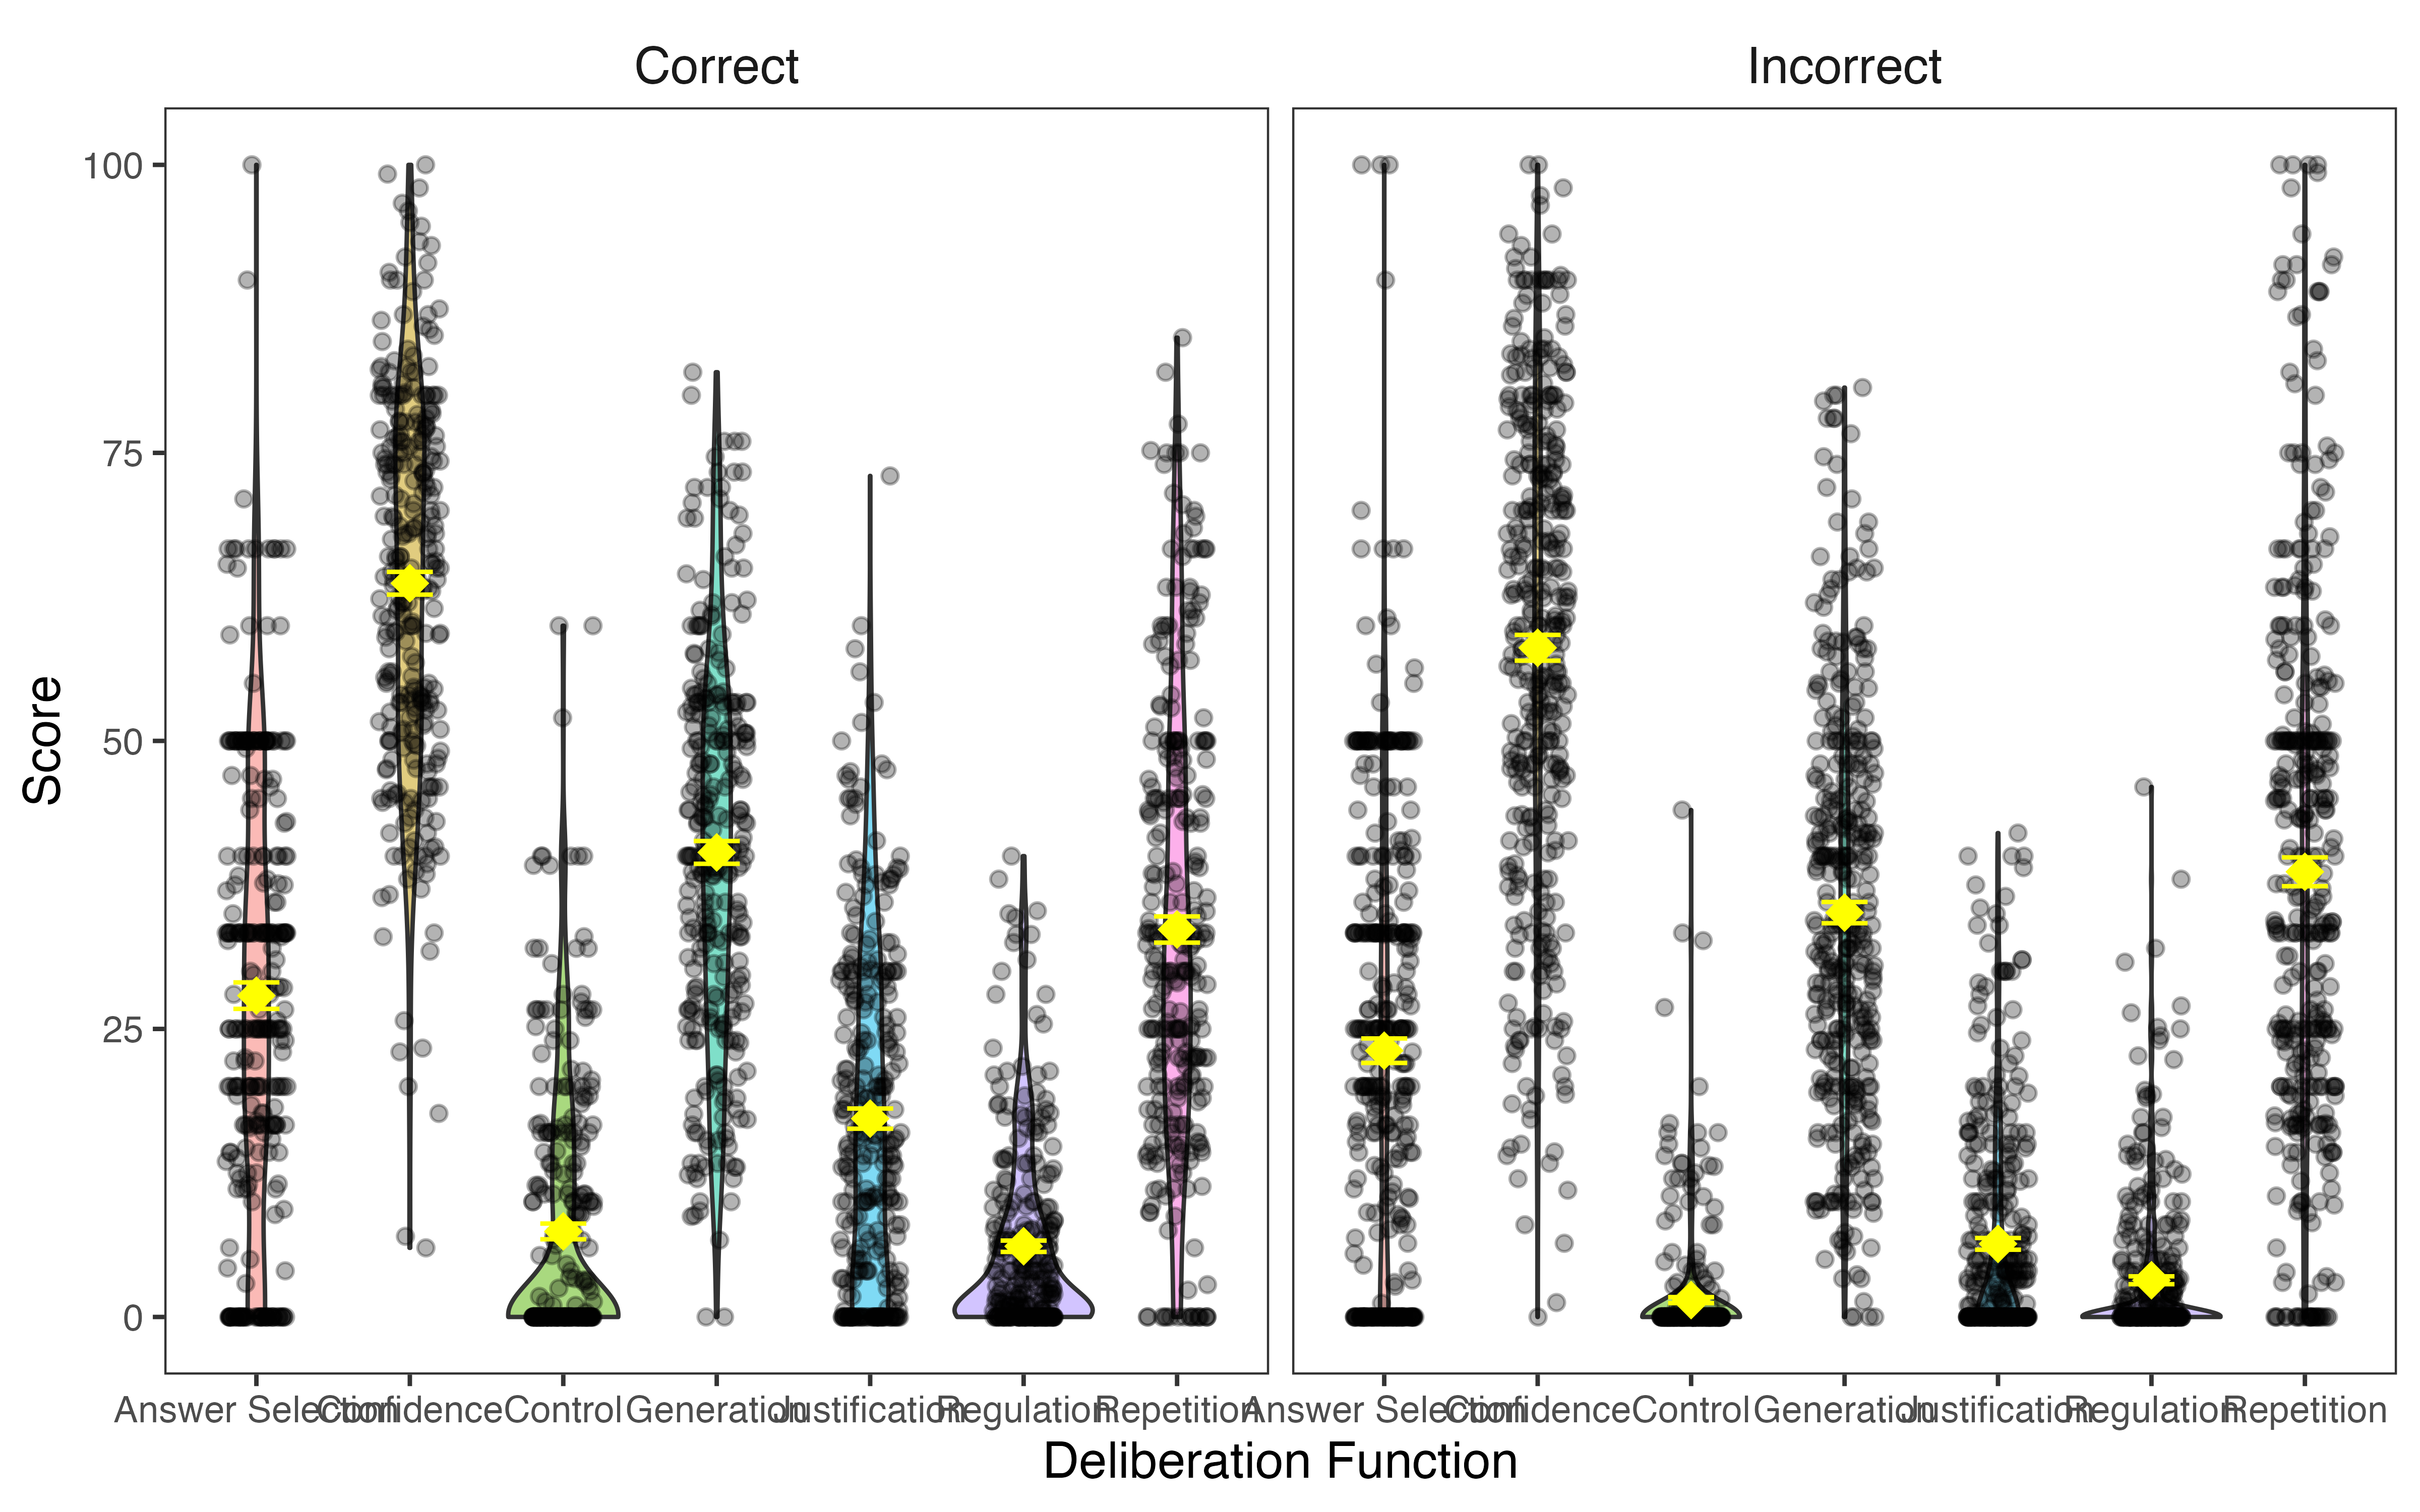 Correct Incorrect
100
75
50
25
0
Score
Answer Selection Confidence Control Generation Justification Regulation Repetition Answer Selection Confidence Control Generation Justification Regulation Repetition
Deliberation Function